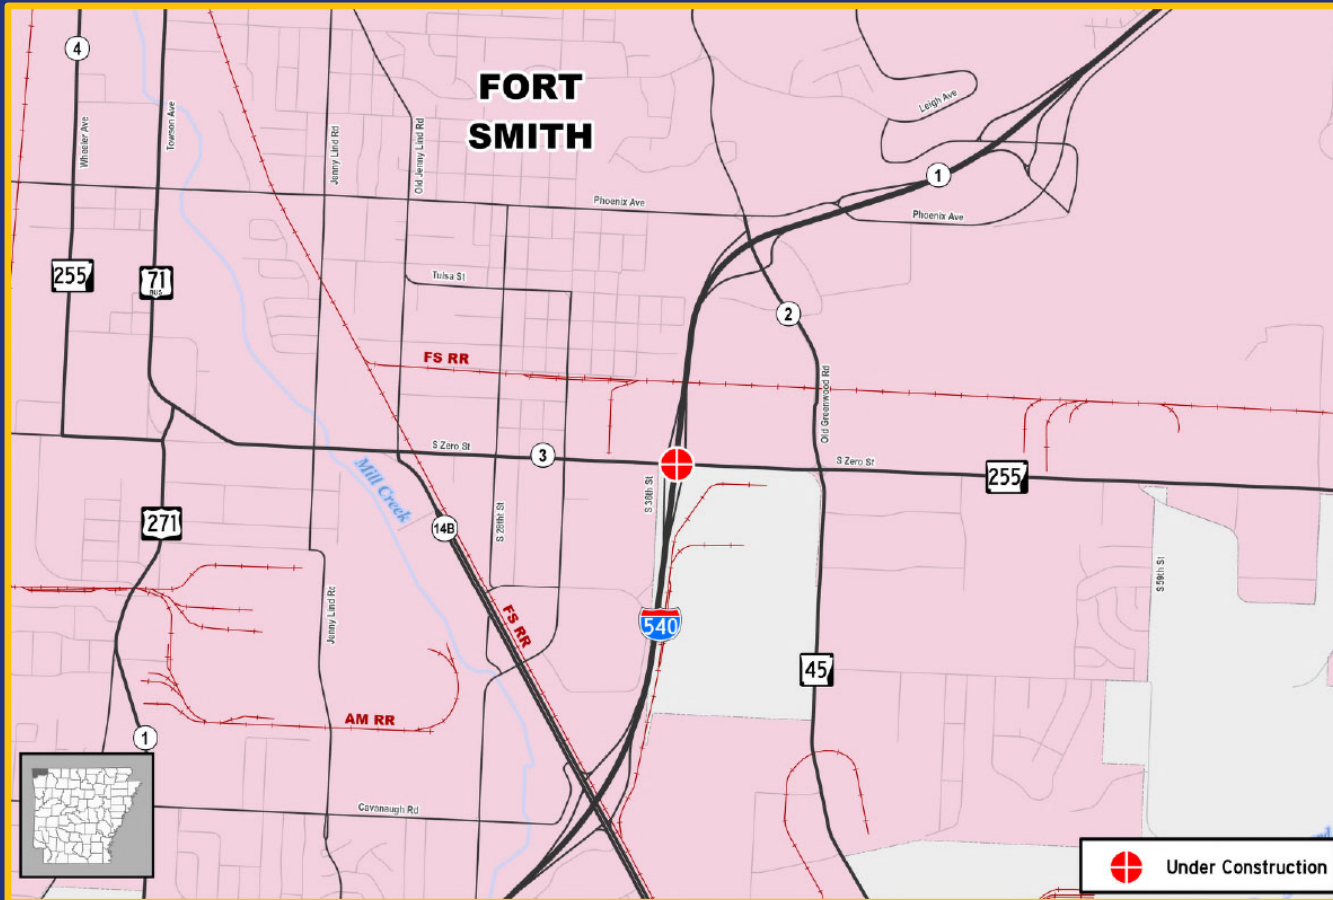 4
FORT
SMITH
Wheeler Ave
Towson Ave
Jenny Lind Rd
Old Jenny Lind Rd
Leigh Ave
1
Phoenix Ave
Phoenix Ave
255
71
BUS
Tulsa St
2
FS RR
Old Greenwood Rd
S Zero St
3
S Zero St
255
Mill Creek
S 36th St
S 28tht St
271
14B
S 59th St
Jenny Lind Rd
FS RR
540
45
AM RR
1
Cavanaugh Rd
Under Construction